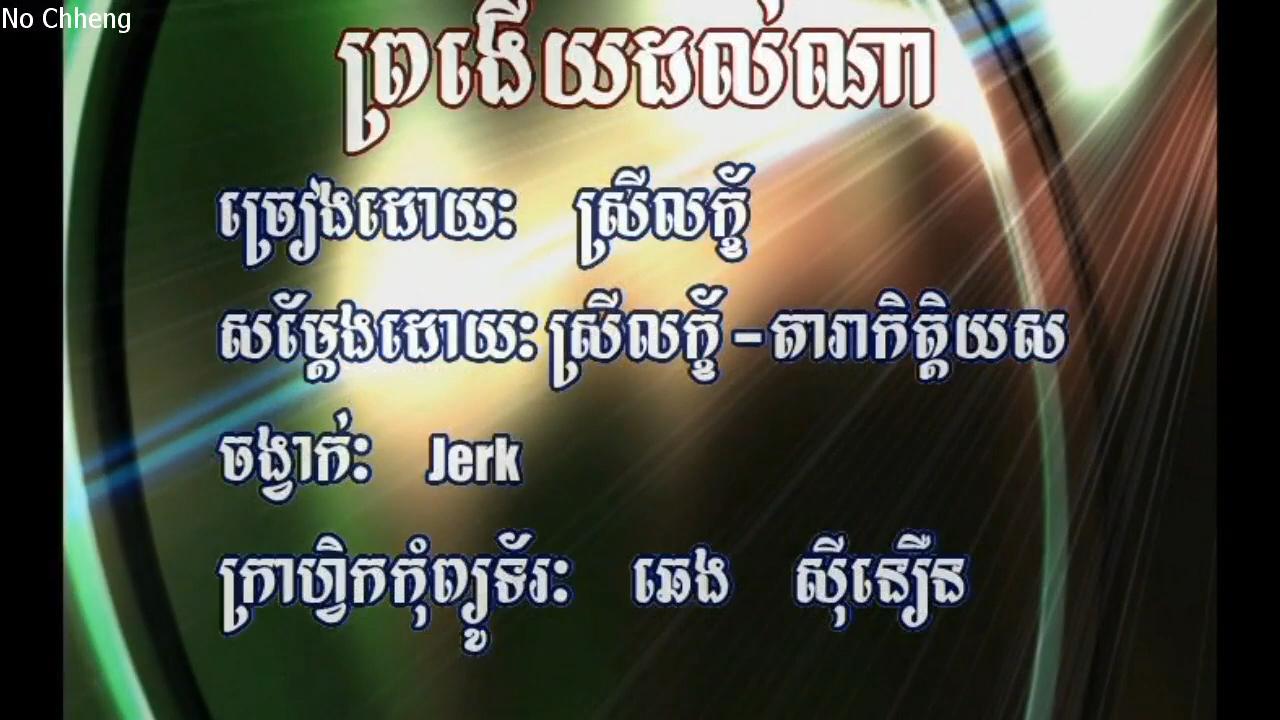 No Chheng
ព្រងើយដល់ណា
ច្រៀងដោយៈ ស្រីលក្ខ័
សម្ដែងដោយៈ ស្រីលក្ខ័ - តារាកិត្តិយស
ចង្វាក់ៈ Jerk
ក្រាហ្វិកកុំព្យូទ័រៈ ឆេង ស៊ីនឿន